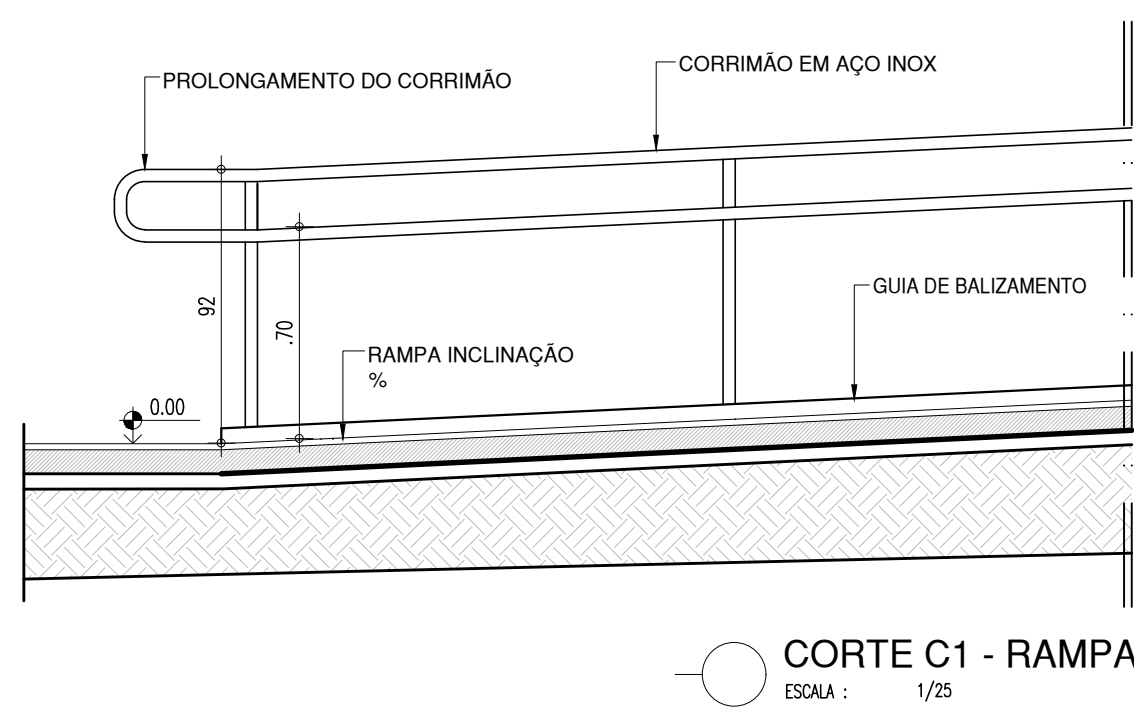 PROLONGAMENTO DO CORRIMÃO
CORRIMÃO EM AÇO INOX
92
.70
GUIA DE BALIZAMENTO
RAMPA INCLINAÇÃO
%
0.00
CORTE C1 - RAMPA
ESCALA : 1/25